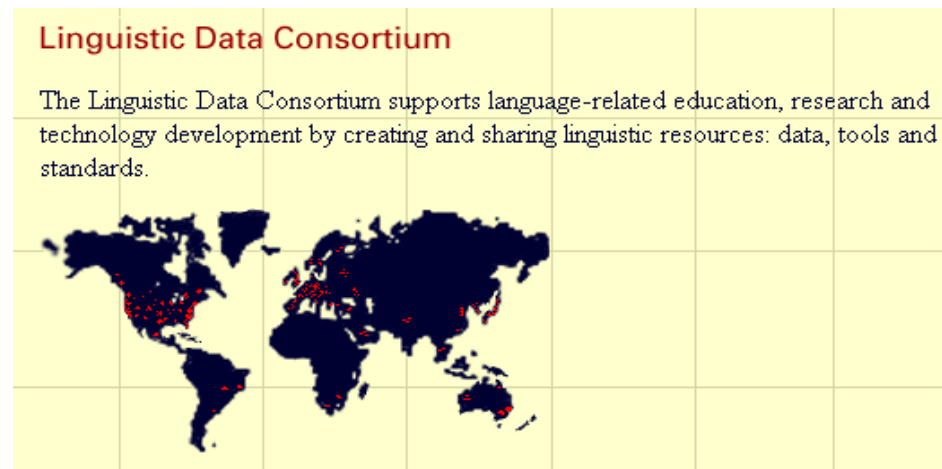 Linguistic Data Consortium
The Linguistic Data Consortium supports language-related education, research and
technology development by creating and sharing linguistic resources: data, tools and
standards.